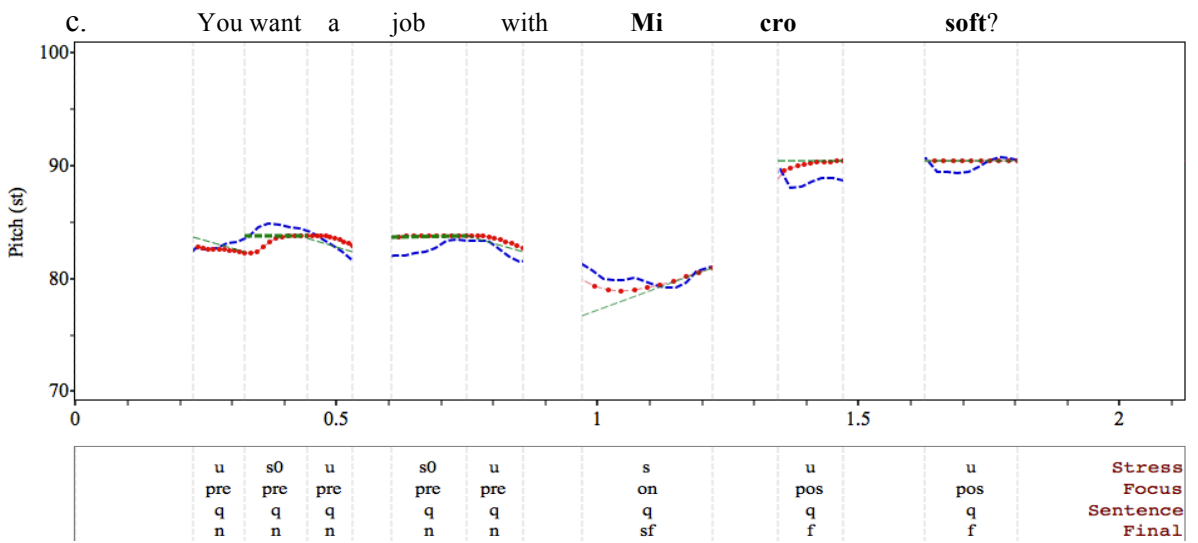 c. You want a job with Mi cro soft?
100
90
80
70
Pitch (st)
0 0.5 1 1.5 2
u s0 u s0 u s u u Stress
pre pre pre pre pre on pos pos Focus
q q q q q q q q Sentence
n n n n n sf f f Final